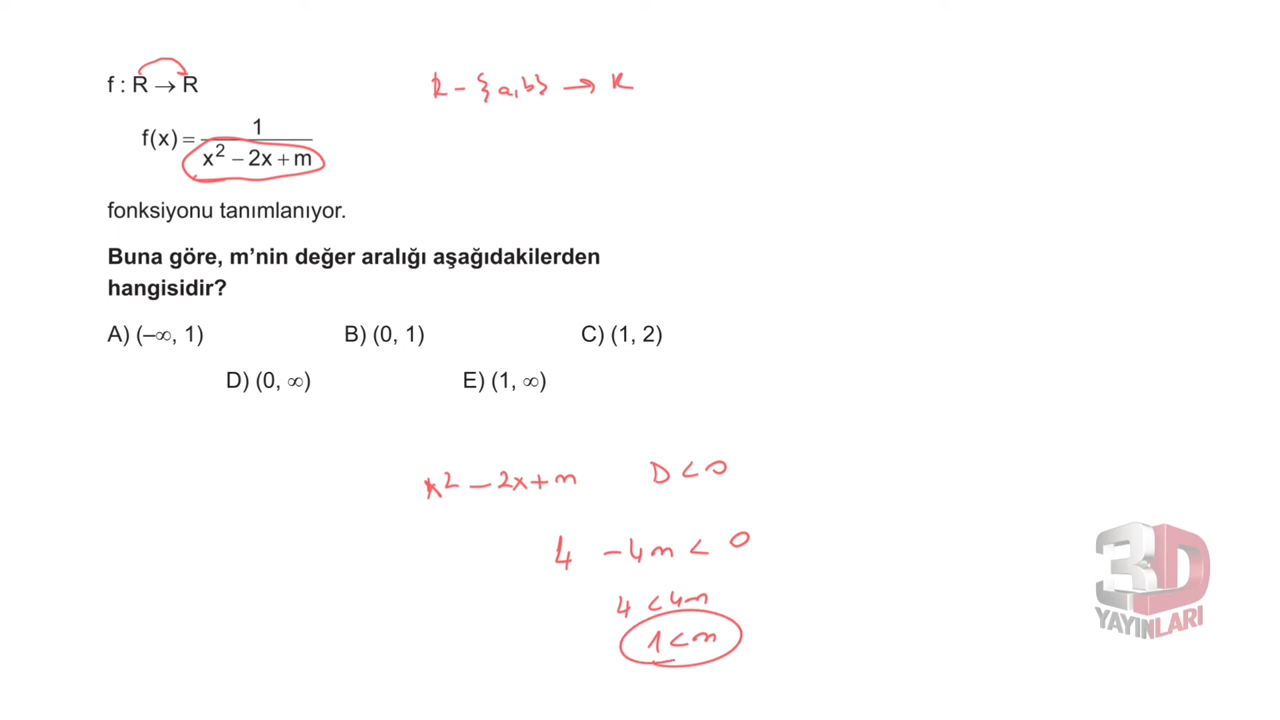 f : R → R
R - {a, b} → R
f(x) = 1 / (x² – 2x + m)
fonksiyonu tanımlanıyor.
Buna göre, m’nin değer aralığı aşağıdakilerden
hangisidir?
A) (–∞, 1) B) (0, 1) C) (1, 2)
D) (0, ∞) E) (1, ∞)
x² - 2x + m D < 0
4 - 4m < 0
4 < 4m
1 < m
3D
YAYINLARI